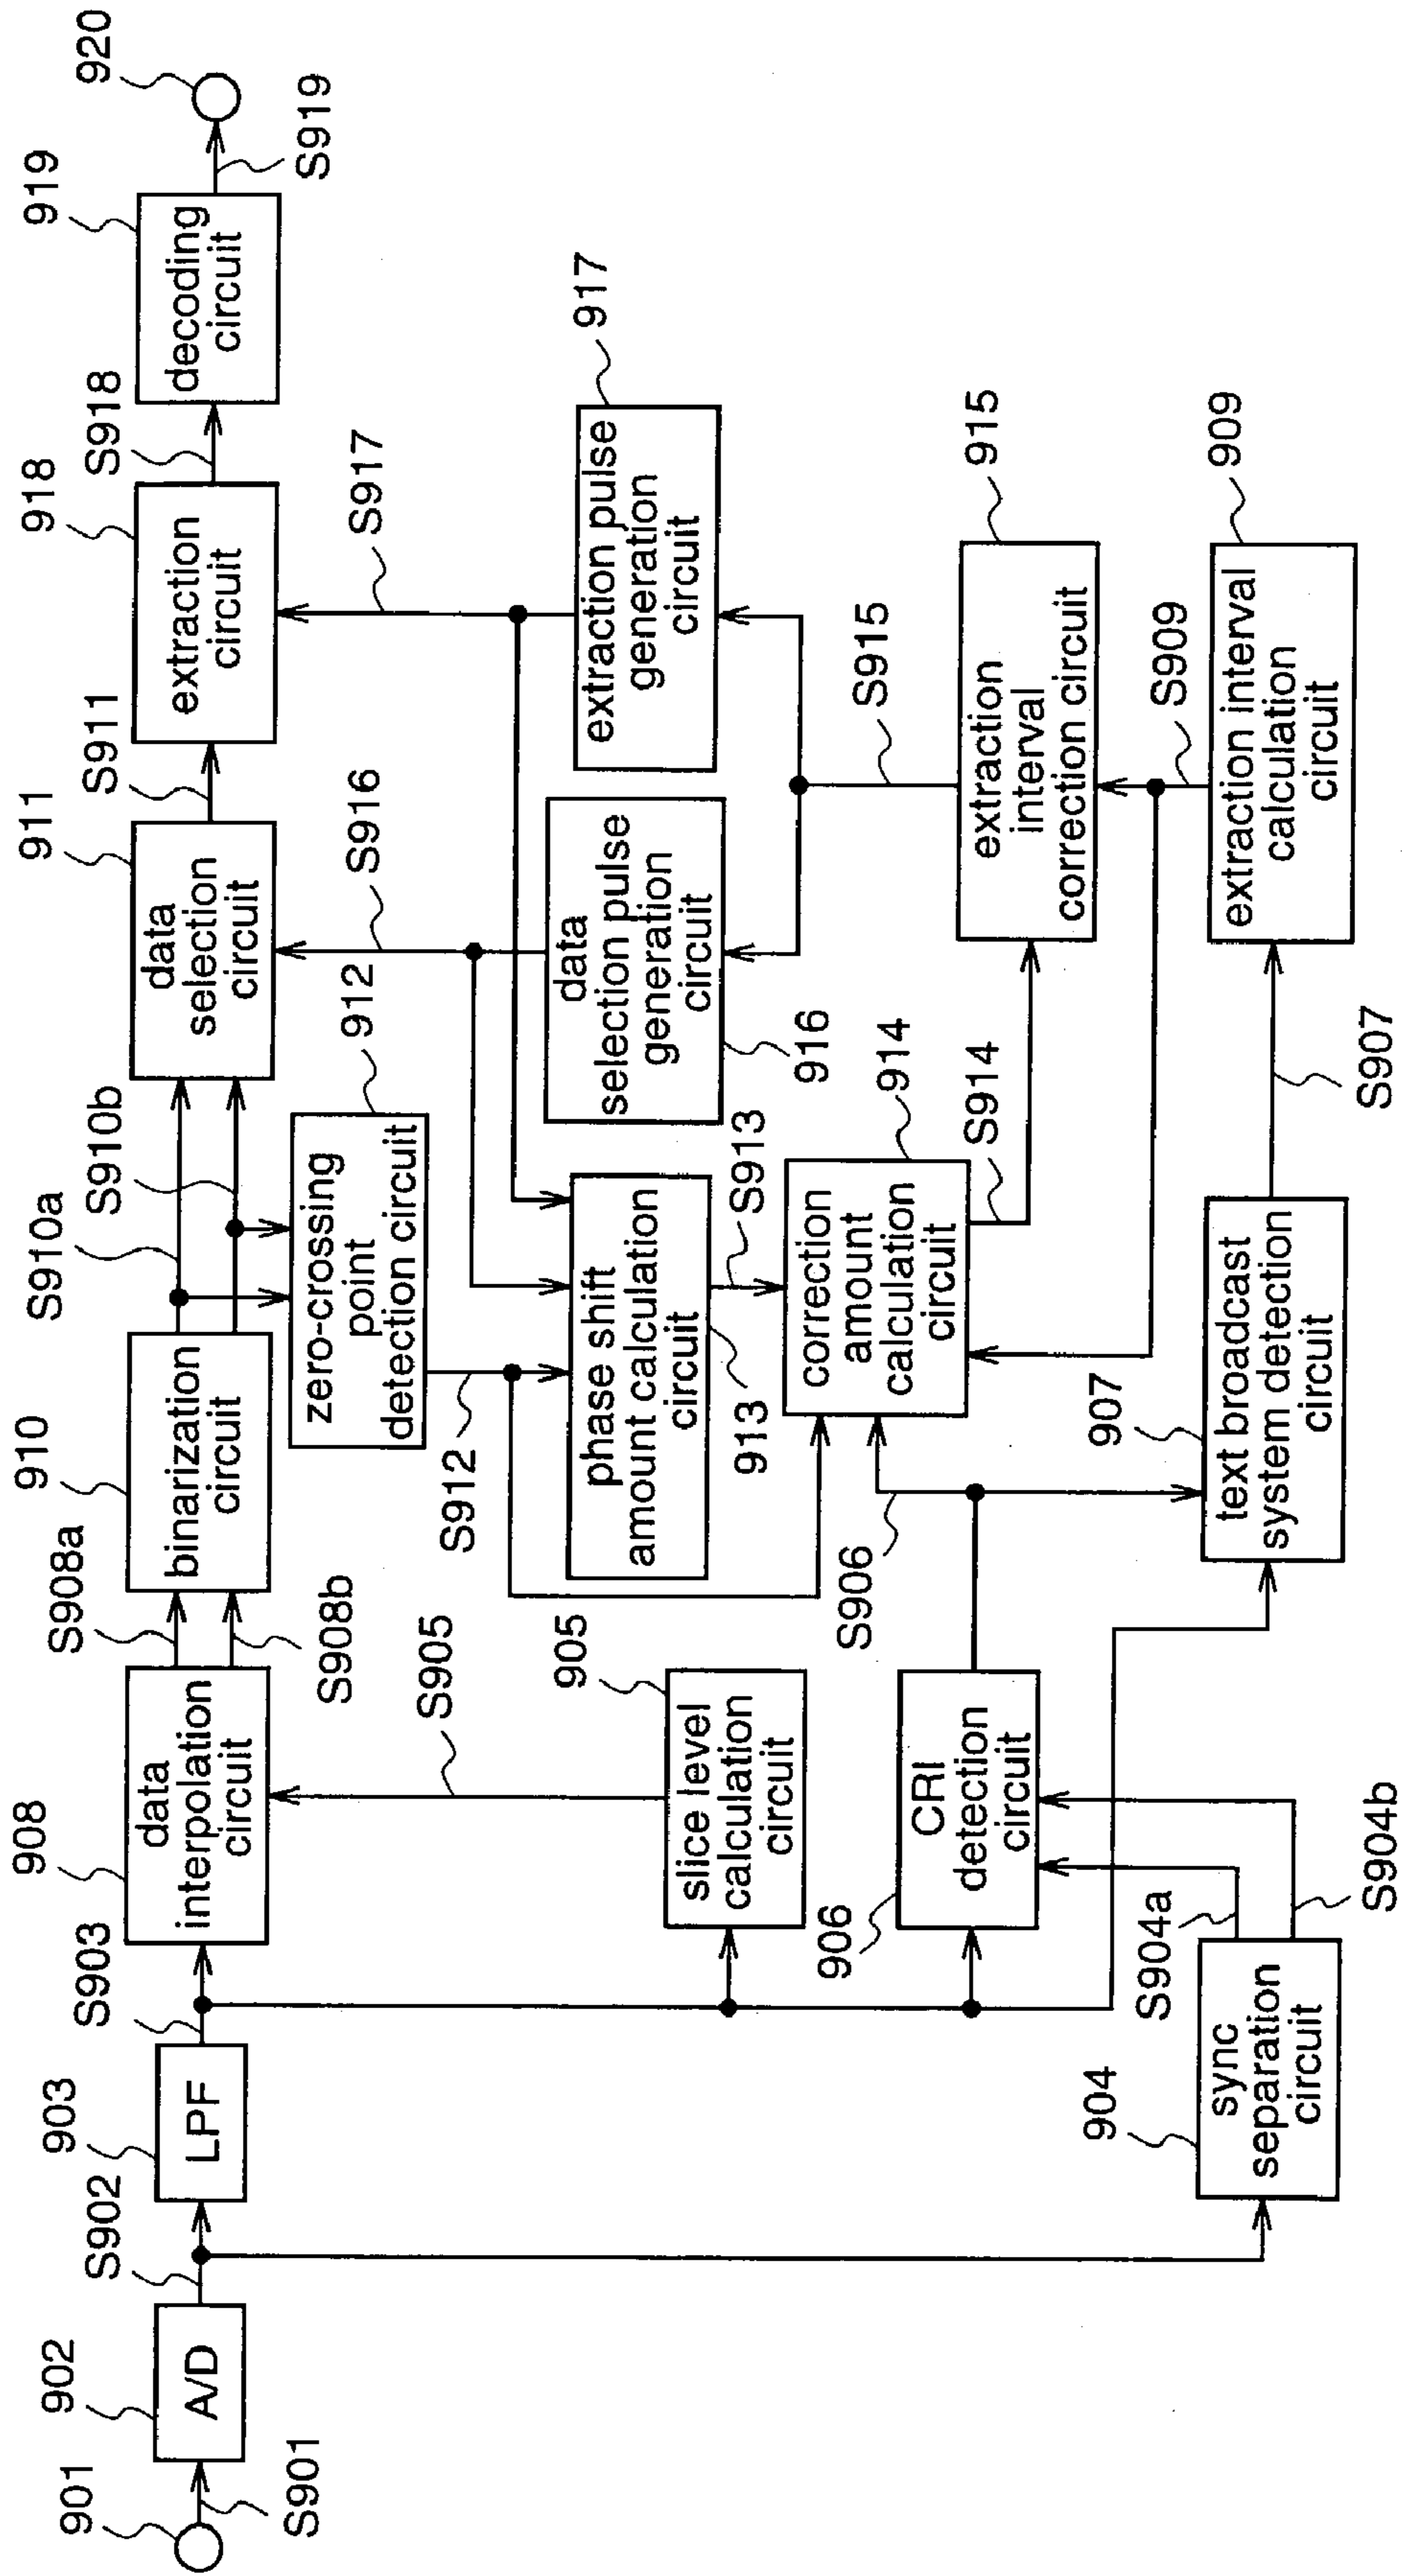 901
S901
902
A/D
S902
903
LPF
S903
908
data
interpolation
circuit
S908a
S908b
910
binarization
circuit
S910a
S910b
911
data
selection
circuit
S911
918
extraction
circuit
S918
919
decoding
circuit
S919
920
912
zero-crossing
point
detection circuit
S912
S916
S917
S905
905
slice level
calculation
circuit
phase shift
amount calculation
circuit
913
S913
data
selection pulse
generation
circuit
916
extraction pulse
generation
circuit
917
906
CRI
detection
circuit
S906
correction
amount
calculation
circuit
914
S914
S915
extraction
interval
correction circuit
915
904
sync
separation
circuit
S904a
S904b
907
text broadcast
system detection
circuit
S907
S909
extraction interval
calculation
circuit
909